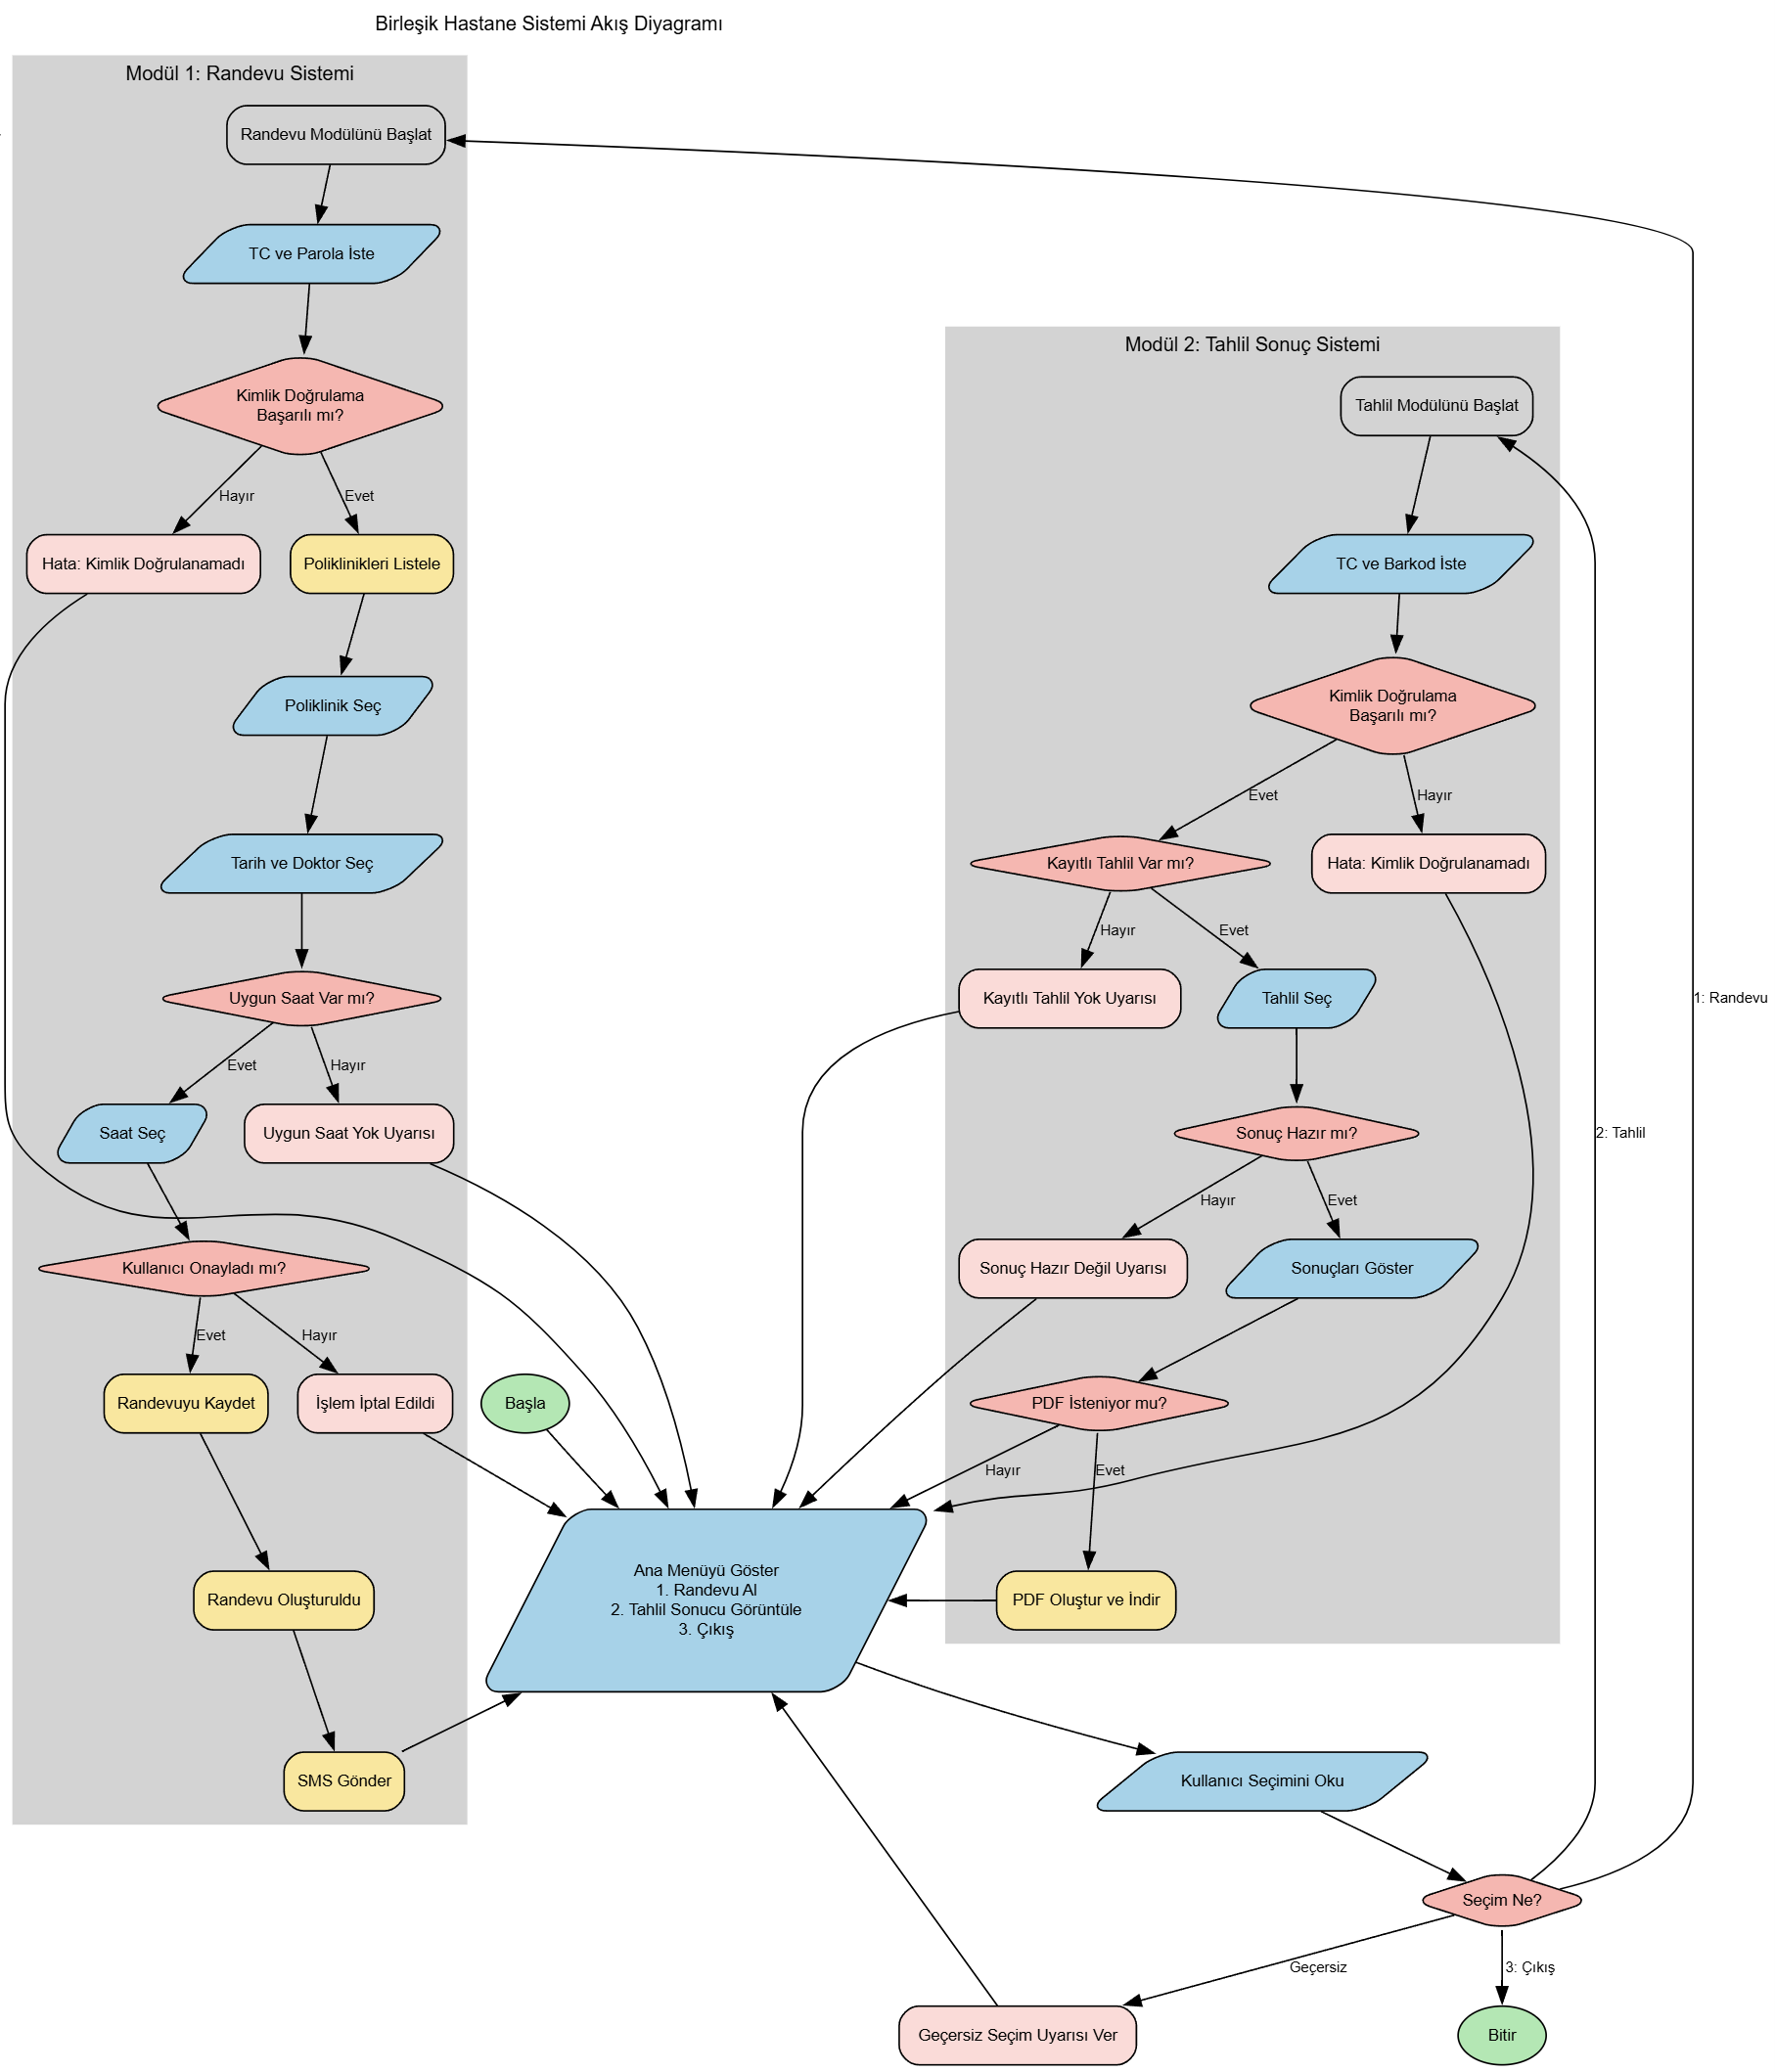 Birleşik Hastane Sistemi Akış Diyagramı
Modül 1: Randevu Sistemi
Randevu Modülünü Başlat
TC ve Parola İste
Kimlik Doğrulama
Başarılı mı?
Hayır
Evet
Hata: Kimlik Doğrulanamadı
Poliklinikleri Listele
Poliklinik Seç
Tarih ve Doktor Seç
Uygun Saat Var mı?
Evet
Hayır
Saat Seç
Uygun Saat Yok Uyarısı
Kullanıcı Onayladı mı?
Evet
Hayır
Randevuyu Kaydet
İşlem İptal Edildi
Randevu Oluşturuldu
SMS Gönder
Başla
Ana Menüyü Göster
1. Randevu Al
2. Tahlil Sonucu Görüntüle
3. Çıkış
Modül 2: Tahlil Sonuç Sistemi
Tahlil Modülünü Başlat
TC ve Barkod İste
Kimlik Doğrulama
Başarılı mı?
Evet
Hayır
Kayıtlı Tahlil Var mı?
Hata: Kimlik Doğrulanamadı
Hayır
Evet
Kayıtlı Tahlil Yok Uyarısı
Tahlil Seç
Sonuç Hazır mı?
Hayır
Evet
Sonuç Hazır Değil Uyarısı
Sonuçları Göster
PDF İsteniyor mu?
Hayır
Evet
PDF Oluştur ve İndir
1: Randevu
2: Tahlil
Kullanıcı Seçimini Oku
Seçim Ne?
Geçersiz
3: Çıkış
Geçersiz Seçim Uyarısı Ver
Bitir